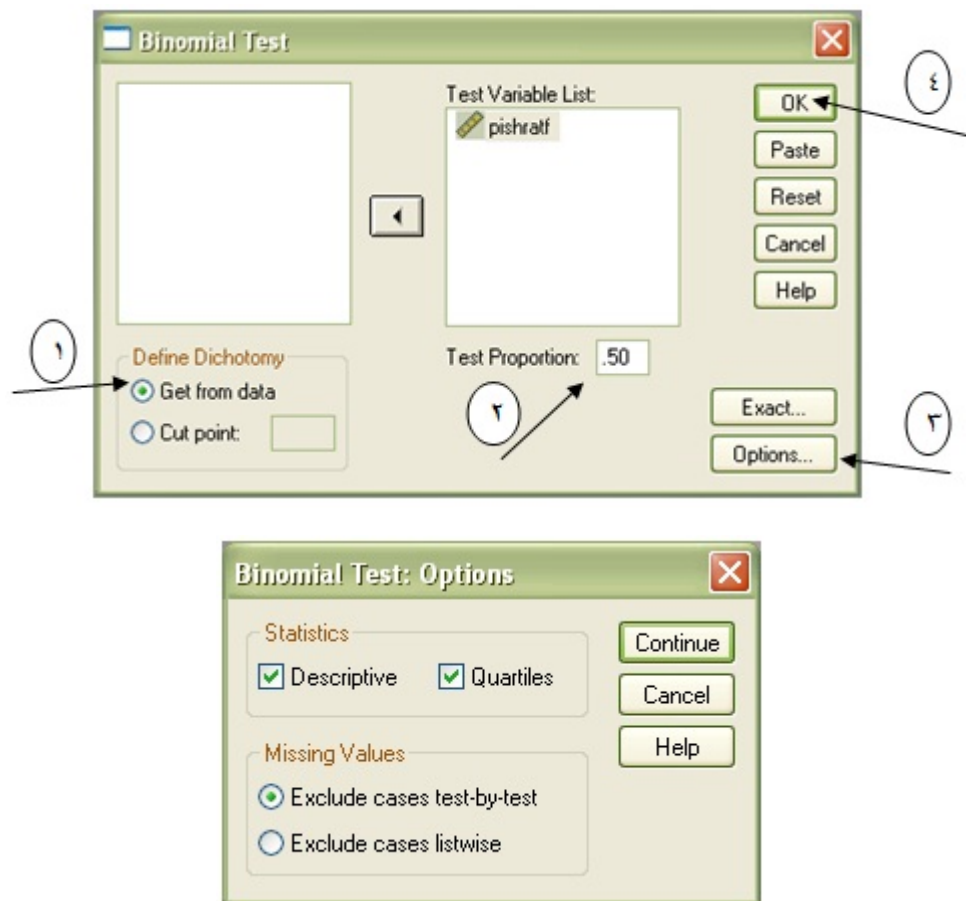 Binomial Test
Test Variable List:
pishratf
OK
Paste
Reset
Cancel
Help
٤
١
Define Dichotomy
Get from data
Cut point:
Test Proportion: .50
٢
Exact...
Options...
٣
Binomial Test: Options
Statistics
Descriptive Quartiles
Missing Values
Exclude cases test-by-test
Exclude cases listwise
Continue
Cancel
Help